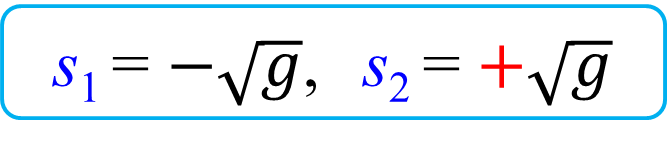 s₁ = −√g, s₂ = +√g